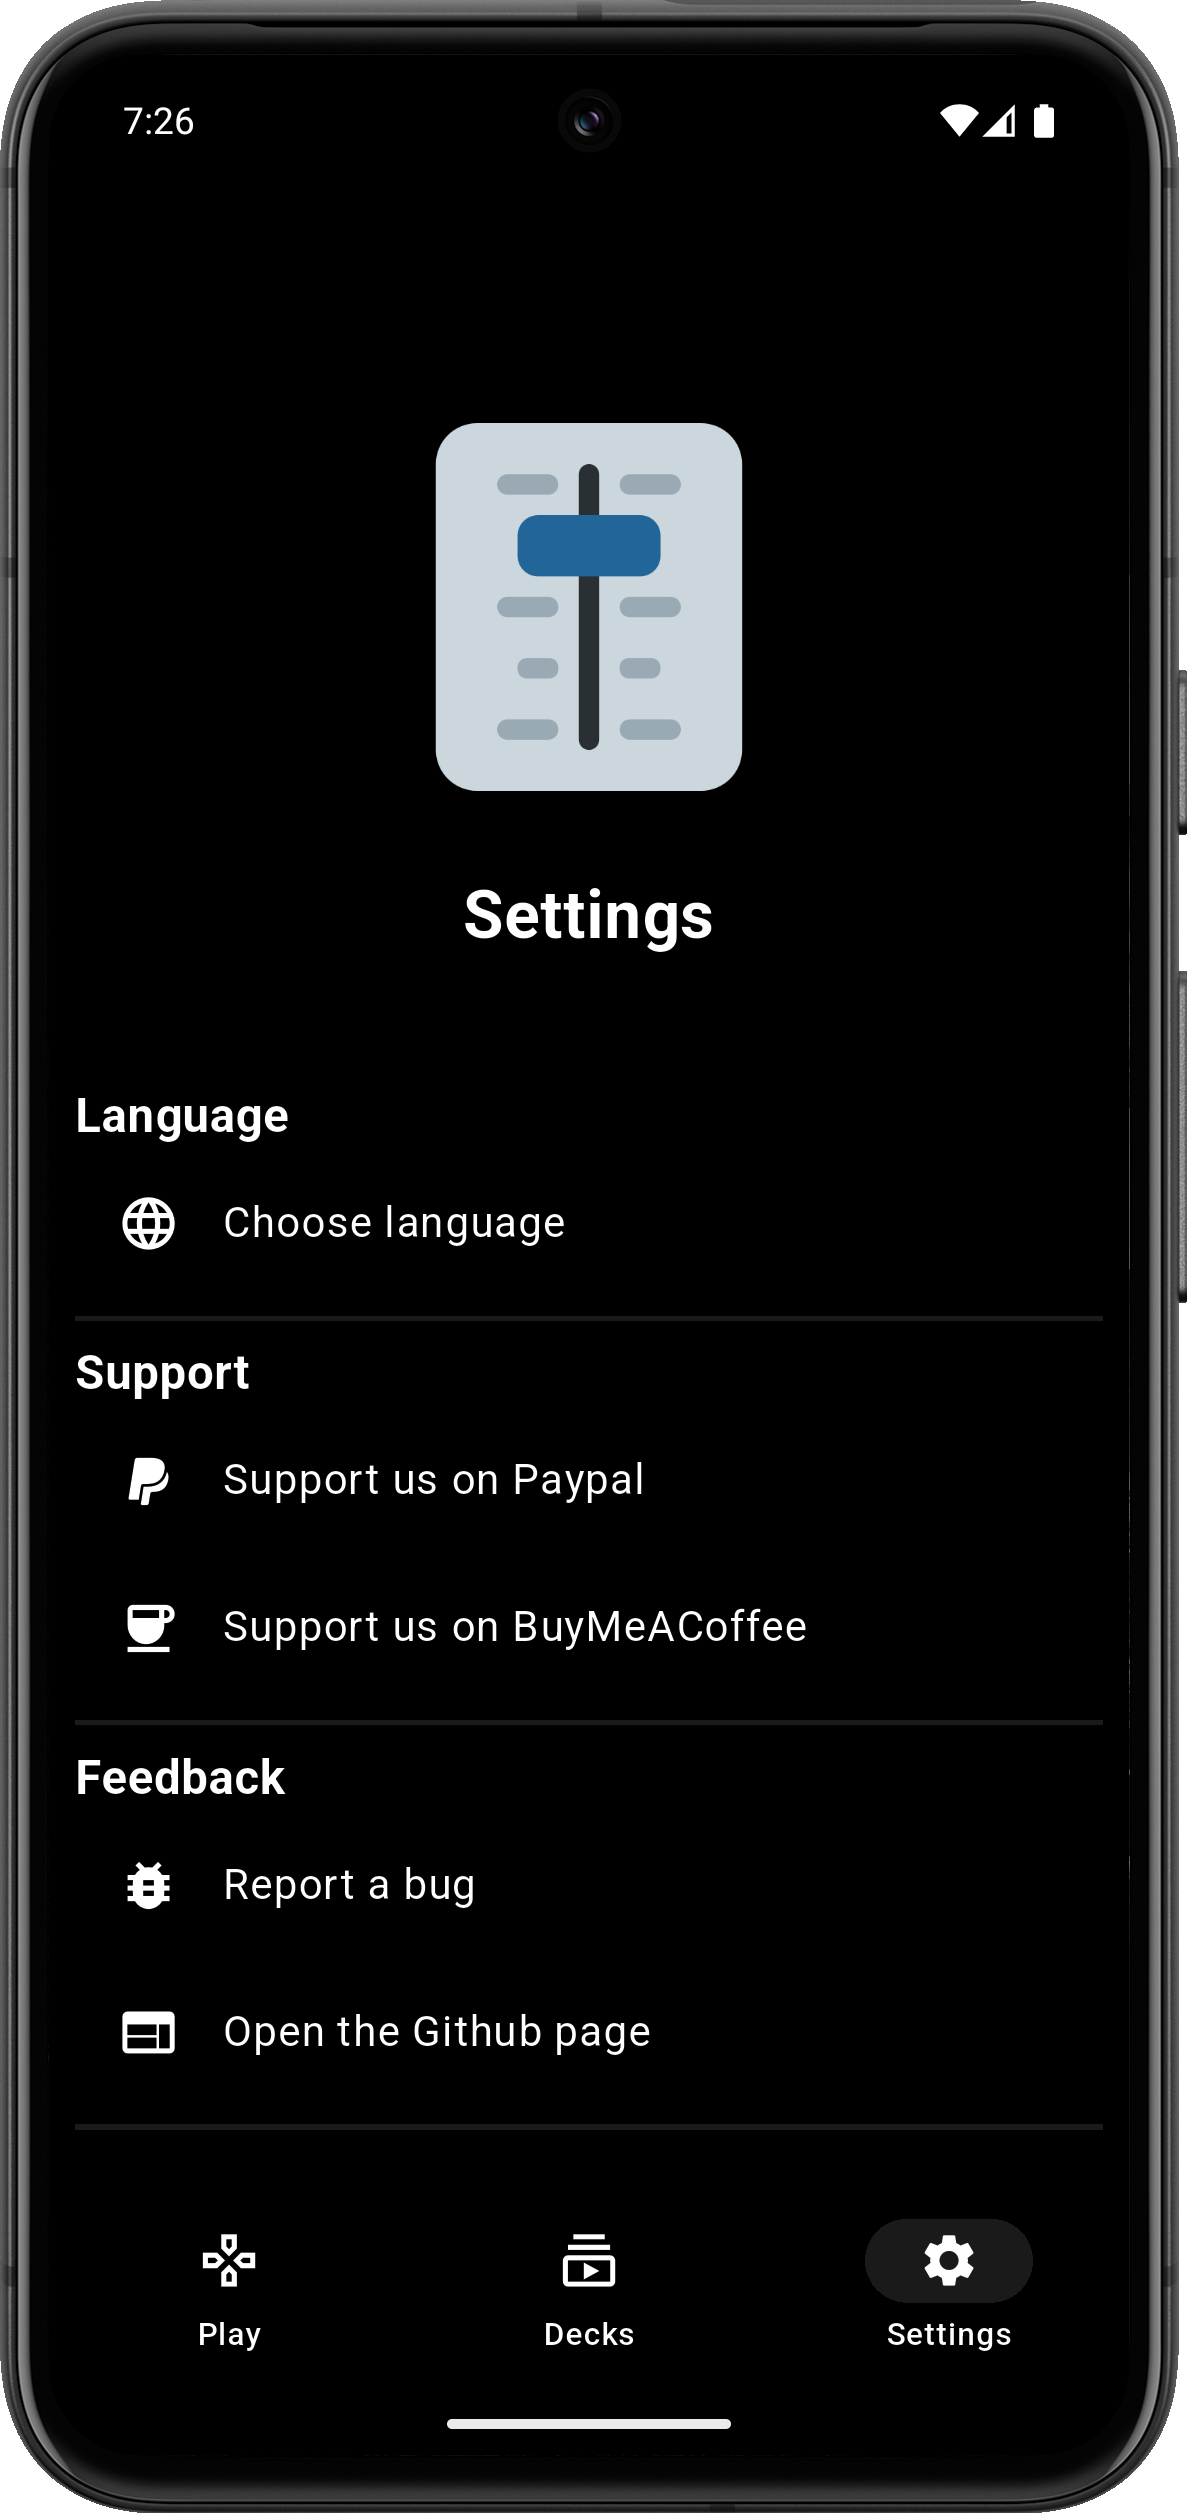 7:26
Settings
Language
Choose language
Support
Support us on Paypal
Support us on BuyMeACoffee
Feedback
Report a bug
Open the Github page
Play
Decks
Settings